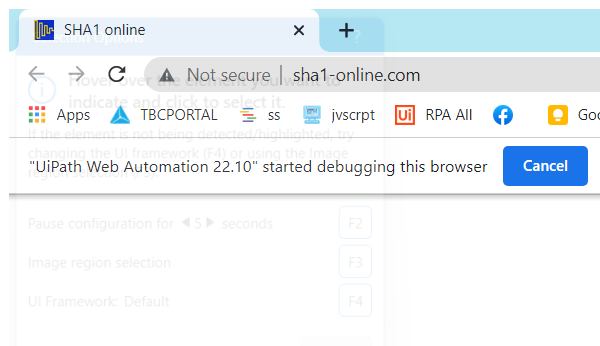 SHA1 online
Not secure sha1-online.com
Hover over the element you want to
indicate and click to select it.
Apps TBCPORTAL ss jvscrpt Ui RPA All Goo
If the element is not being detected/highlighted, try
changing the UI framework (F4) or using the Image
"UiPath Web Automation 22.10" started debugging this browser Cancel
Pause configuration for 5 seconds F2
Image region selection F3
UI Framework: Default F4